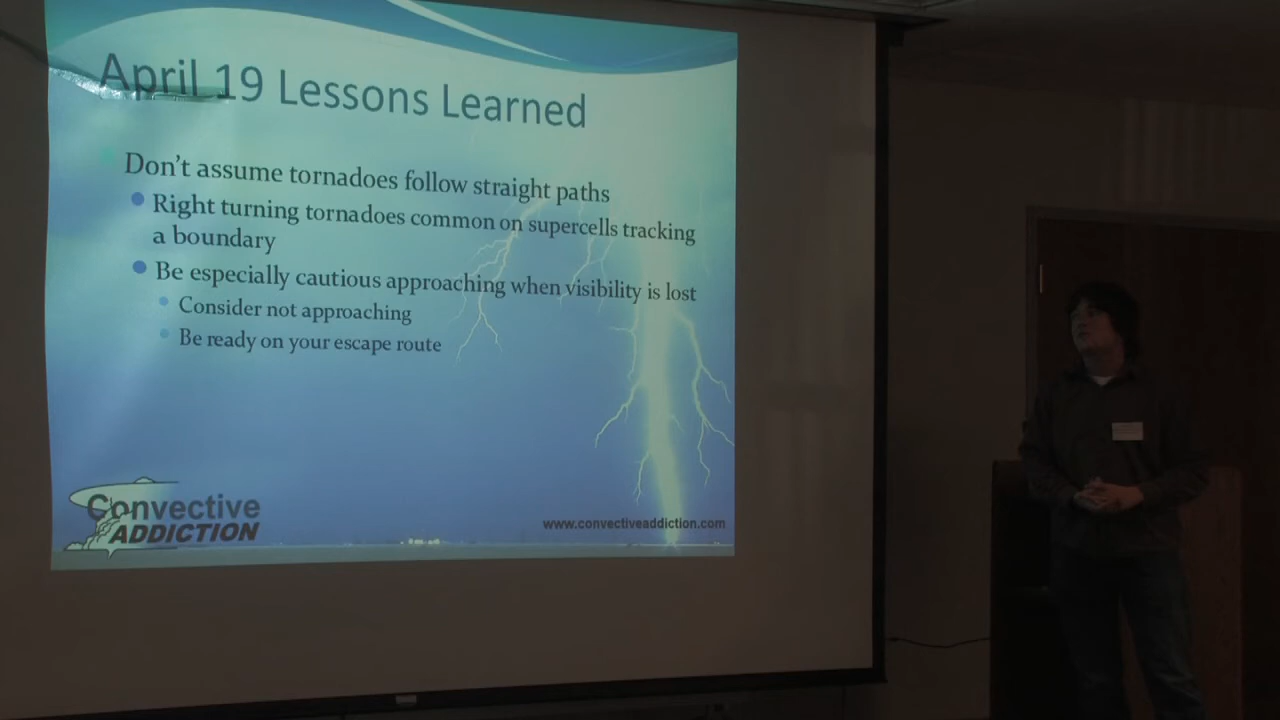 April 19 Lessons Learned
Don't assume tornadoes follow straight paths
Right turning tornadoes common on supercells tracking
a boundary
Be especially cautious approaching when visibility is lost
Consider not approaching
Be ready on your escape route
Convective
ADDICTION
www.convectiveaddiction.com